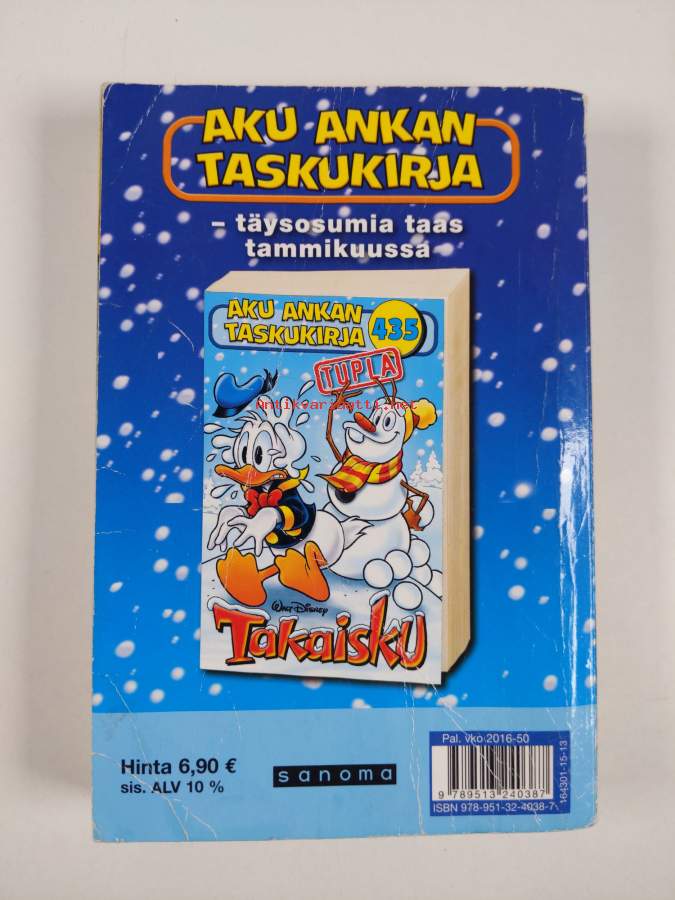 AKU ANKAN
TASKUKIRJA
– täysosumia taas
tammikuussa
AKU ANKAN
TASKUKIRJA 435
TUPLA
Antikvariaatti.net
WALT DISNEY
Takaisku
Hinta 6,90 €
sis. ALV 10 %
sanoma
Pal. vko 2016-50
9 789513 240387
ISBN 978-951-32-4038-7
164301-15-13